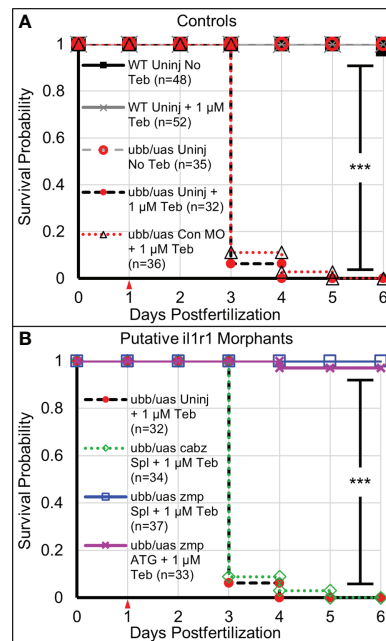 A
Controls
1
0.8
0.6
0.4
0.2
0
Survival Probability
WT Uninj No
Teb (n=48)
WT Uninj + 1 µM
Teb (n=52)
ubb/uas Uninj
No Teb (n=35)
ubb/uas Uninj +
1 µM Teb (n=32)
ubb/uas Con MO
+ 1 µM Teb
(n=36)
***
0 1 2 3 4 5 6
Days Postfertilization
B
Putative il1r1 Morphants
1
0.8
0.6
0.4
0.2
0
Survival Probability
ubb/uas Uninj
+ 1 µM Teb
(n=32)
ubb/uas cabz
Spl + 1 µM Teb
(n=34)
ubb/uas zmp
Spl + 1 µM Teb
(n=37)
ubb/uas zmp
ATG + 1 µM
Teb (n=33)
***
0 1 2 3 4 5 6
Days Postfertilization